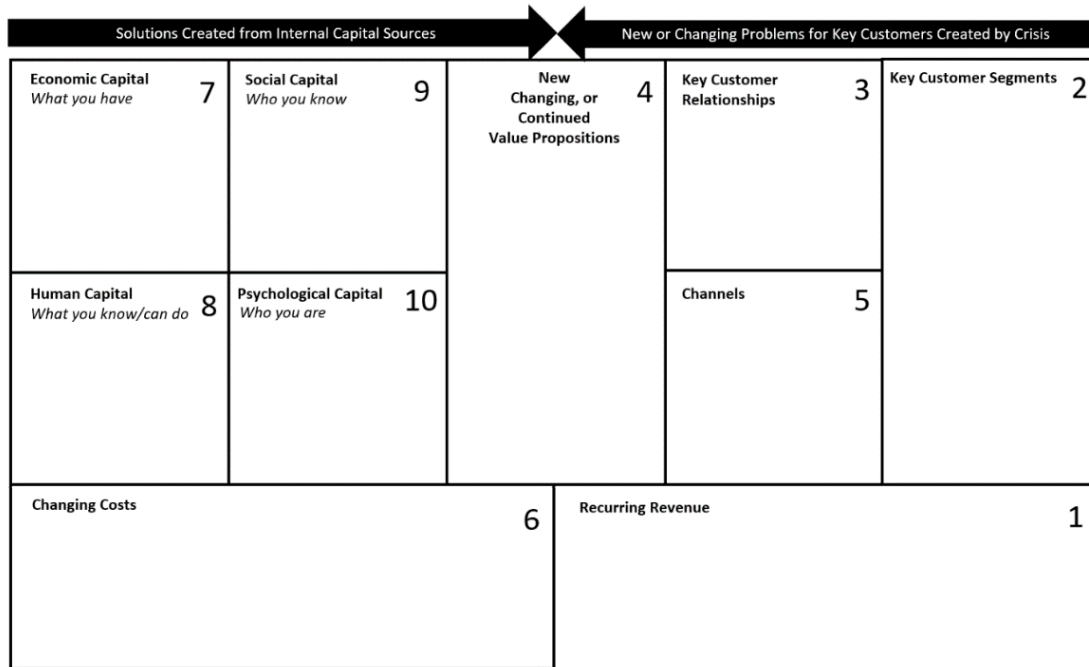 Solutions Created from Internal Capital Sources
New or Changing Problems for Key Customers Created by Crisis
Economic Capital
What you have
7
Social Capital
Who you know
9
New
Changing, or
Continued
Value Propositions
4
Key Customer
Relationships
3
Key Customer Segments
2
Human Capital
What you know/can do
8
Psychological Capital
Who you are
10
Channels
5
Changing Costs
6
Recurring Revenue
1